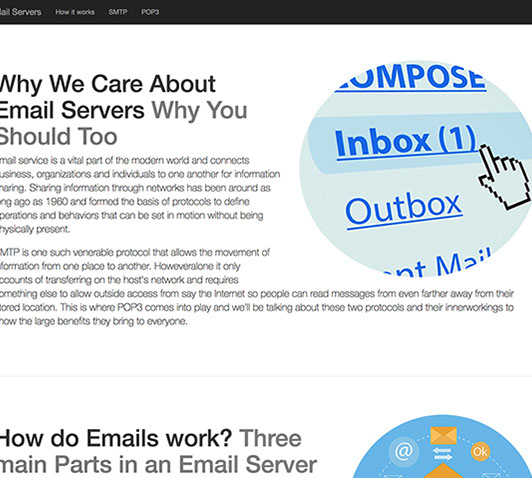 ail Servers How it works SMTP POP3
Why We Care About
Email Servers Why You
Should Too
mail service is a vital part of the modern world and connects
usiness, organizations and individuals to one another for information
haring. Sharing information through networks has been around as
ong ago as 1960 and formed the basis of protocols to define
perations and behaviors that can be set in motion without being
hysically present.
COMPOSE
Inbox (1)
Outbox
ent Mail
MTP is one such venerable protocol that allows the movement of
nformation from one place to another. Howeveralone it only
ccounts of transferring on the host's network and requires
omething else to allow outside access from say the Internet so people can read messages from even farther away from their
tored location. This is where POP3 comes into play and we'll be talking about these two protocols and their innerworkings to
how the large benefits they bring to everyone.
How do Emails work? Three
main Parts in an Email Server
@
Ok